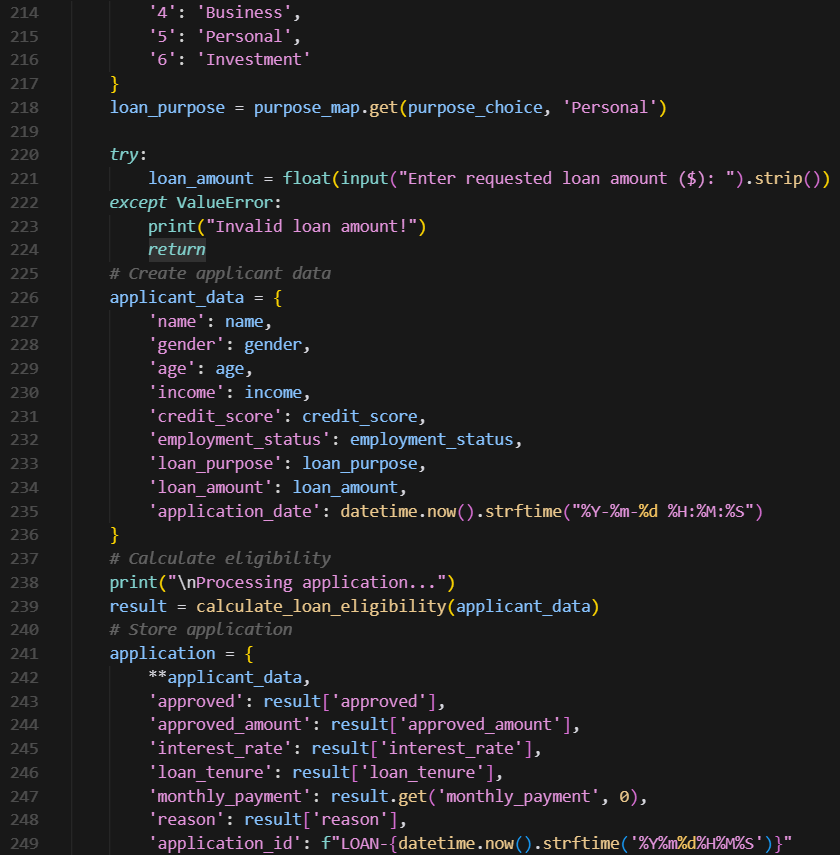 214             '4': 'Business',
215             '5': 'Personal',
216             '6': 'Investment'
217         }
218         loan_purpose = purpose_map.get(purpose_choice, 'Personal')
219
220         try:
221             loan_amount = float(input("Enter requested loan amount ($): ").strip())
222         except ValueError:
223             print("Invalid loan amount!")
224             return
225         # Create applicant data
226         applicant_data = {
227             'name': name,
228             'gender': gender,
229             'age': age,
230             'income': income,
231             'credit_score': credit_score,
232             'employment_status': employment_status,
233             'loan_purpose': loan_purpose,
234             'loan_amount': loan_amount,
235             'application_date': datetime.now().strftime("%Y-%m-%d %H:%M:%S")
236         }
237         # Calculate eligibility
238         print("\nProcessing application...")
239         result = calculate_loan_eligibility(applicant_data)
240         # Store application
241         application = {
242             **applicant_data,
243             'approved': result['approved'],
244             'approved_amount': result['approved_amount'],
245             'interest_rate': result['interest_rate'],
246             'loan_tenure': result['loan_tenure'],
247             'monthly_payment': result.get('monthly_payment', 0),
248             'reason': result['reason'],
249             'application_id': f"LOAN-{datetime.now().strftime('%Y%m%d%H%M%S')}"